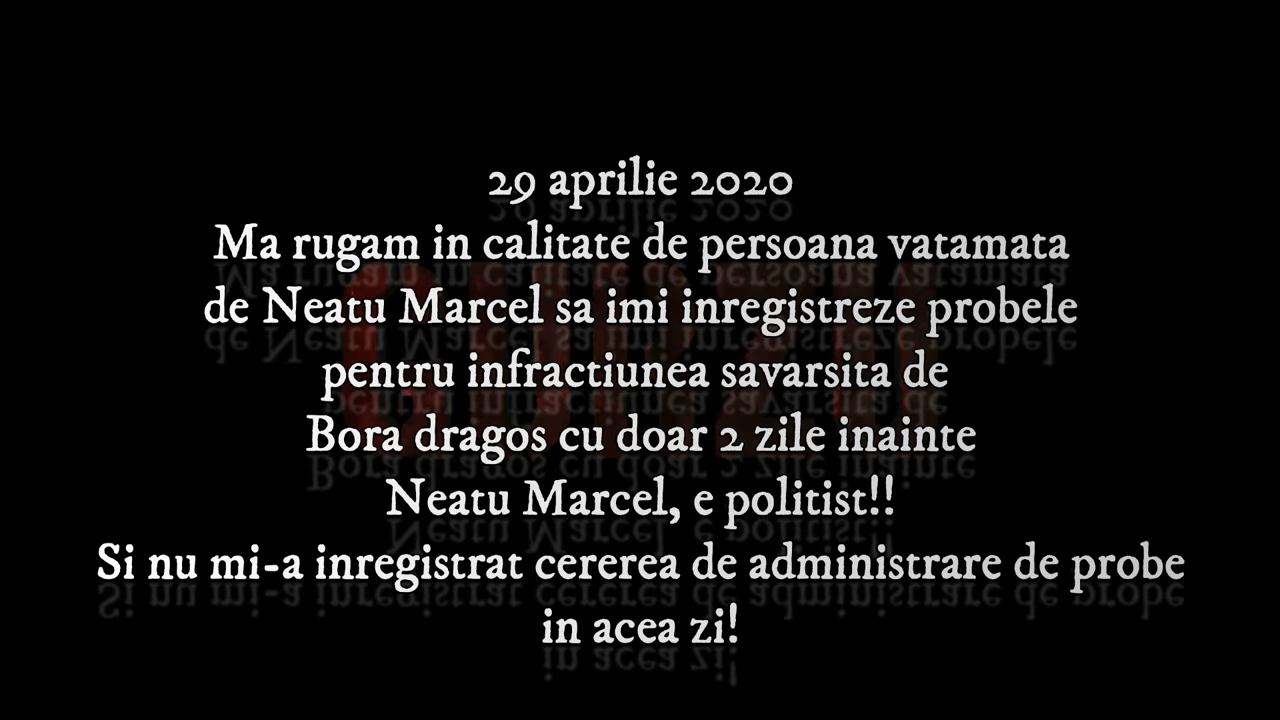 29 aprilie 2020
Ma rugam in calitate de persoana vatamata
de Neatu Marcel sa imi inregistreze probele
pentru infractiunea savarsita de
Bora dragos cu doar 2 zile inainte
Neatu Marcel, e politist!!
Si nu mi-a inregistrat cererea de administrare de probe
in acea zi!